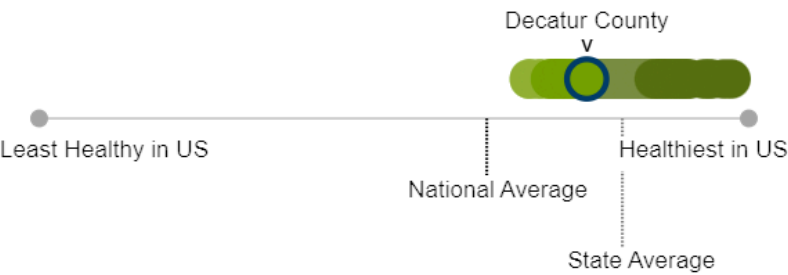 Decatur County
v
Least Healthy in US
Healthiest in US
National Average
State Average